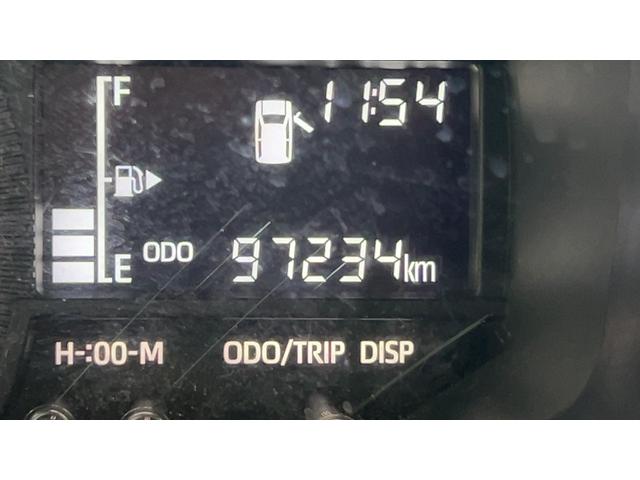 F
11:54
E
ODO 97234km
H-:00-M ODO/TRIP DISP